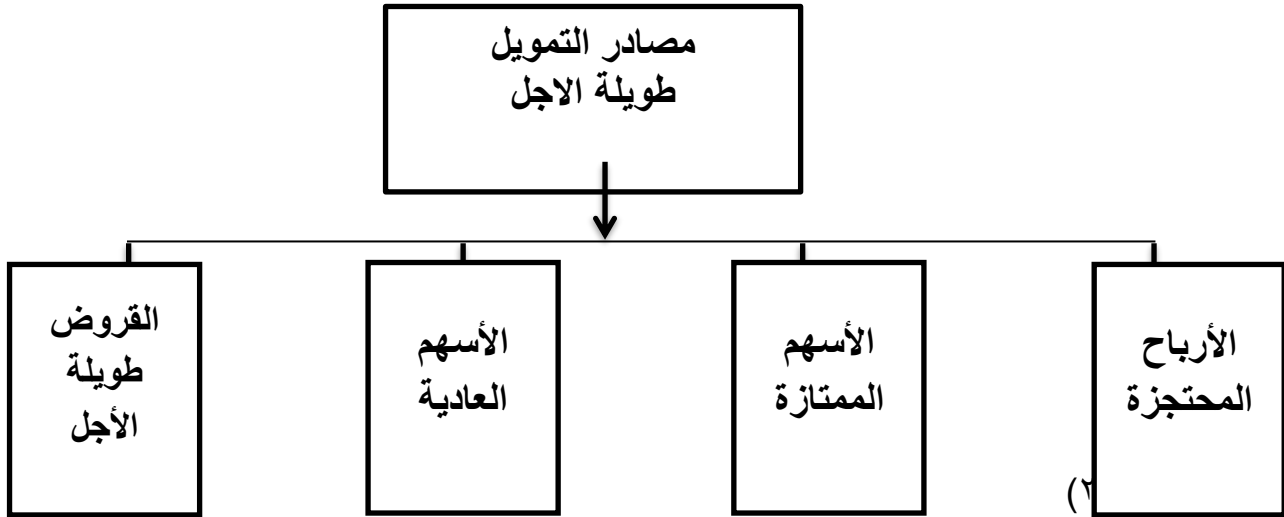 مصادر التمويل
طويلة الاجل
الأرباح
المحتجزة
الأسهم
الممتازة
الأسهم
العادية
القروض
طويلة
الأجل